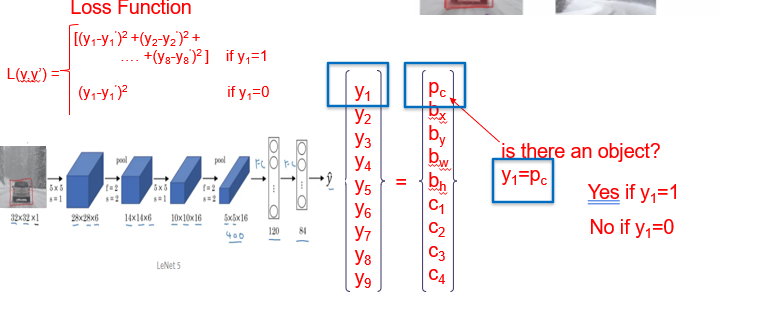 Loss Function
L(y,y') =
[(y₁-y₁')² +(y₂-y₂')² +
.... +(y₈-y₈')² ] if y₁=1
(y₁-y₁')² if y₁=0
y₁
y₂
y₃
y₄
y₅
y₆
y₇
y₈
y₉
=
pc
bx
by
bw
bh
c₁
c₂
c₃
c₄
is there an object?
y₁=pc
Yes if y₁=1
No if y₁=0
32×32 ×1
5×5
s=1
28×28×6
pool
f=2
s=2
14×14×6
5×5
s=1
10×10×16
pool
f=2
s=2
5×5×16
400
FC
120
FC
84
ŷ
LeNet 5